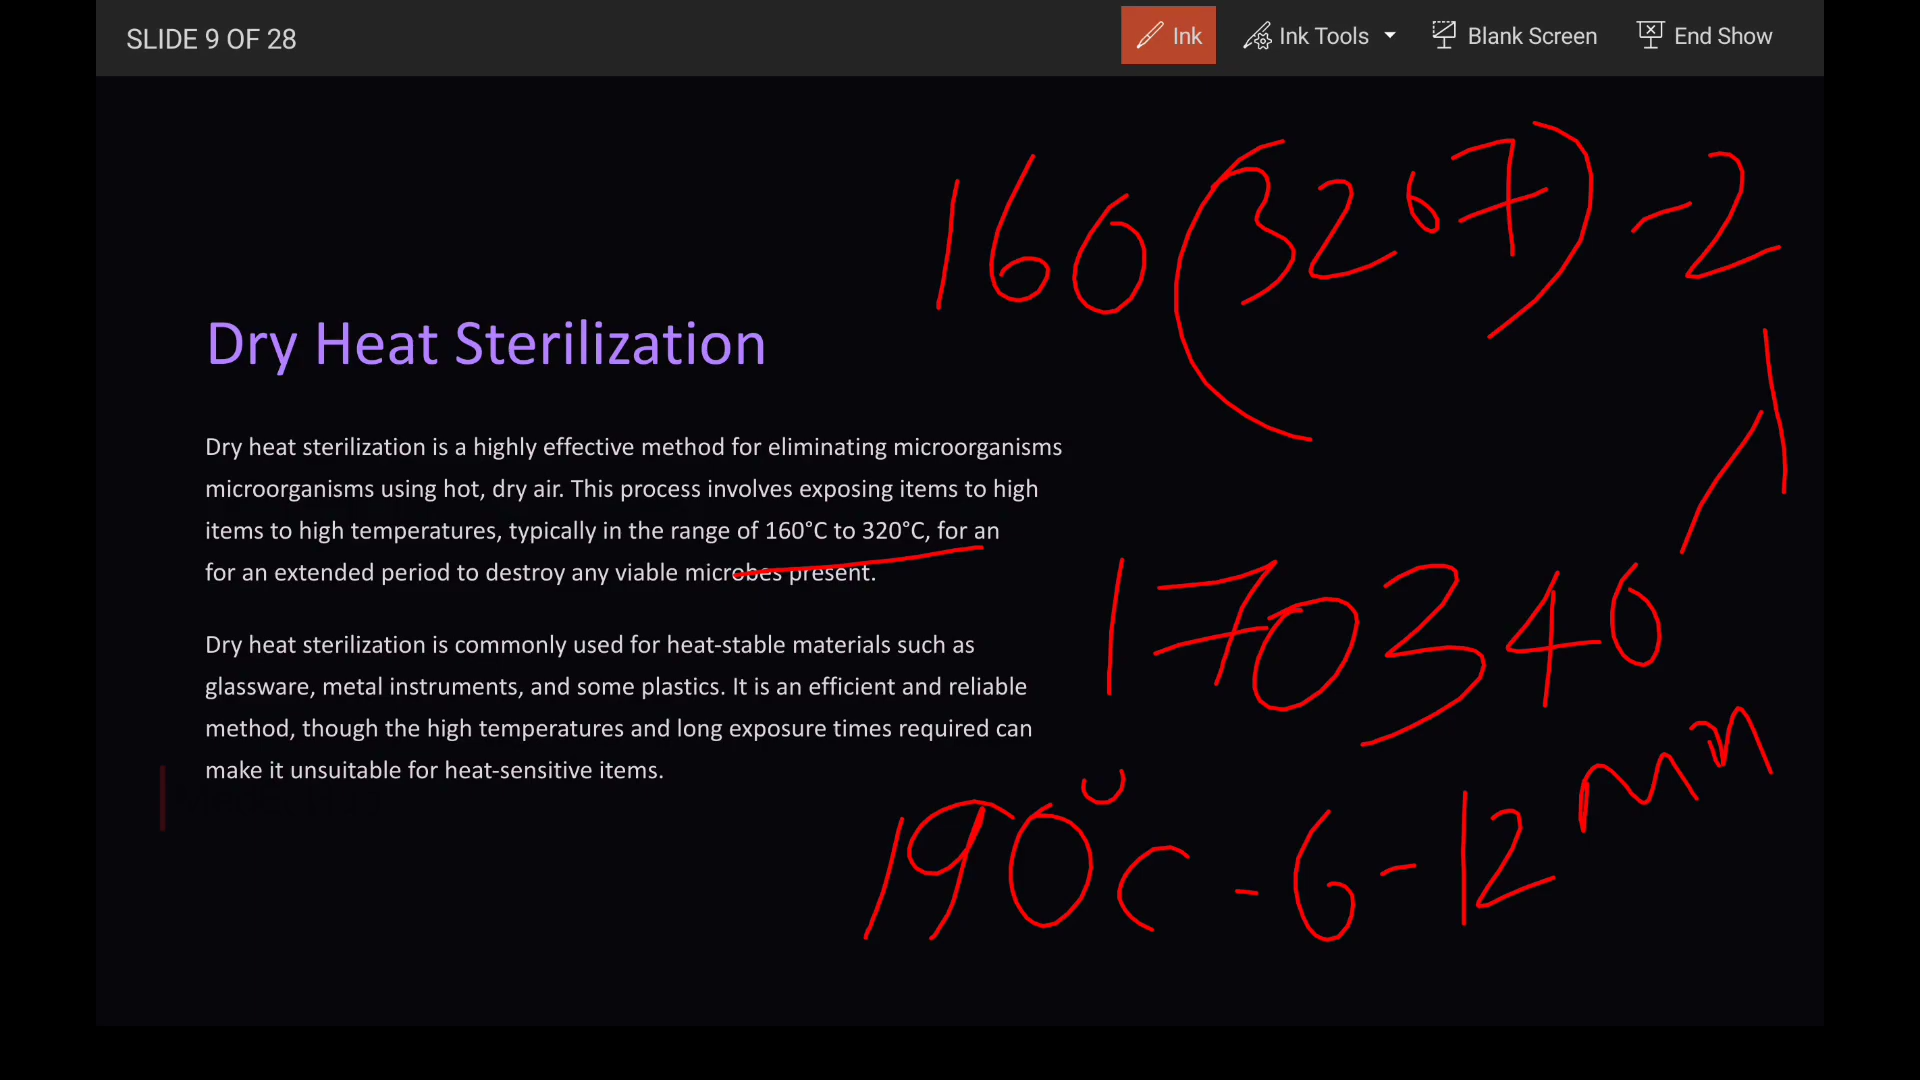 SLIDE 9 OF 28
Ink
Ink Tools
Blank Screen
End Show
160 (320 F) - 2
Dry Heat Sterilization
Dry heat sterilization is a highly effective method for eliminating microorganisms
microorganisms using hot, dry air. This process involves exposing items to high
items to high temperatures, typically in the range of 160°C to 320°C, for an
for an extended period to destroy any viable microbes present.
1
170 340
Dry heat sterilization is commonly used for heat-stable materials such as
glassware, metal instruments, and some plastics. It is an efficient and reliable
method, though the high temperatures and long exposure times required can
make it unsuitable for heat-sensitive items.
190°C - 6 - 12 min